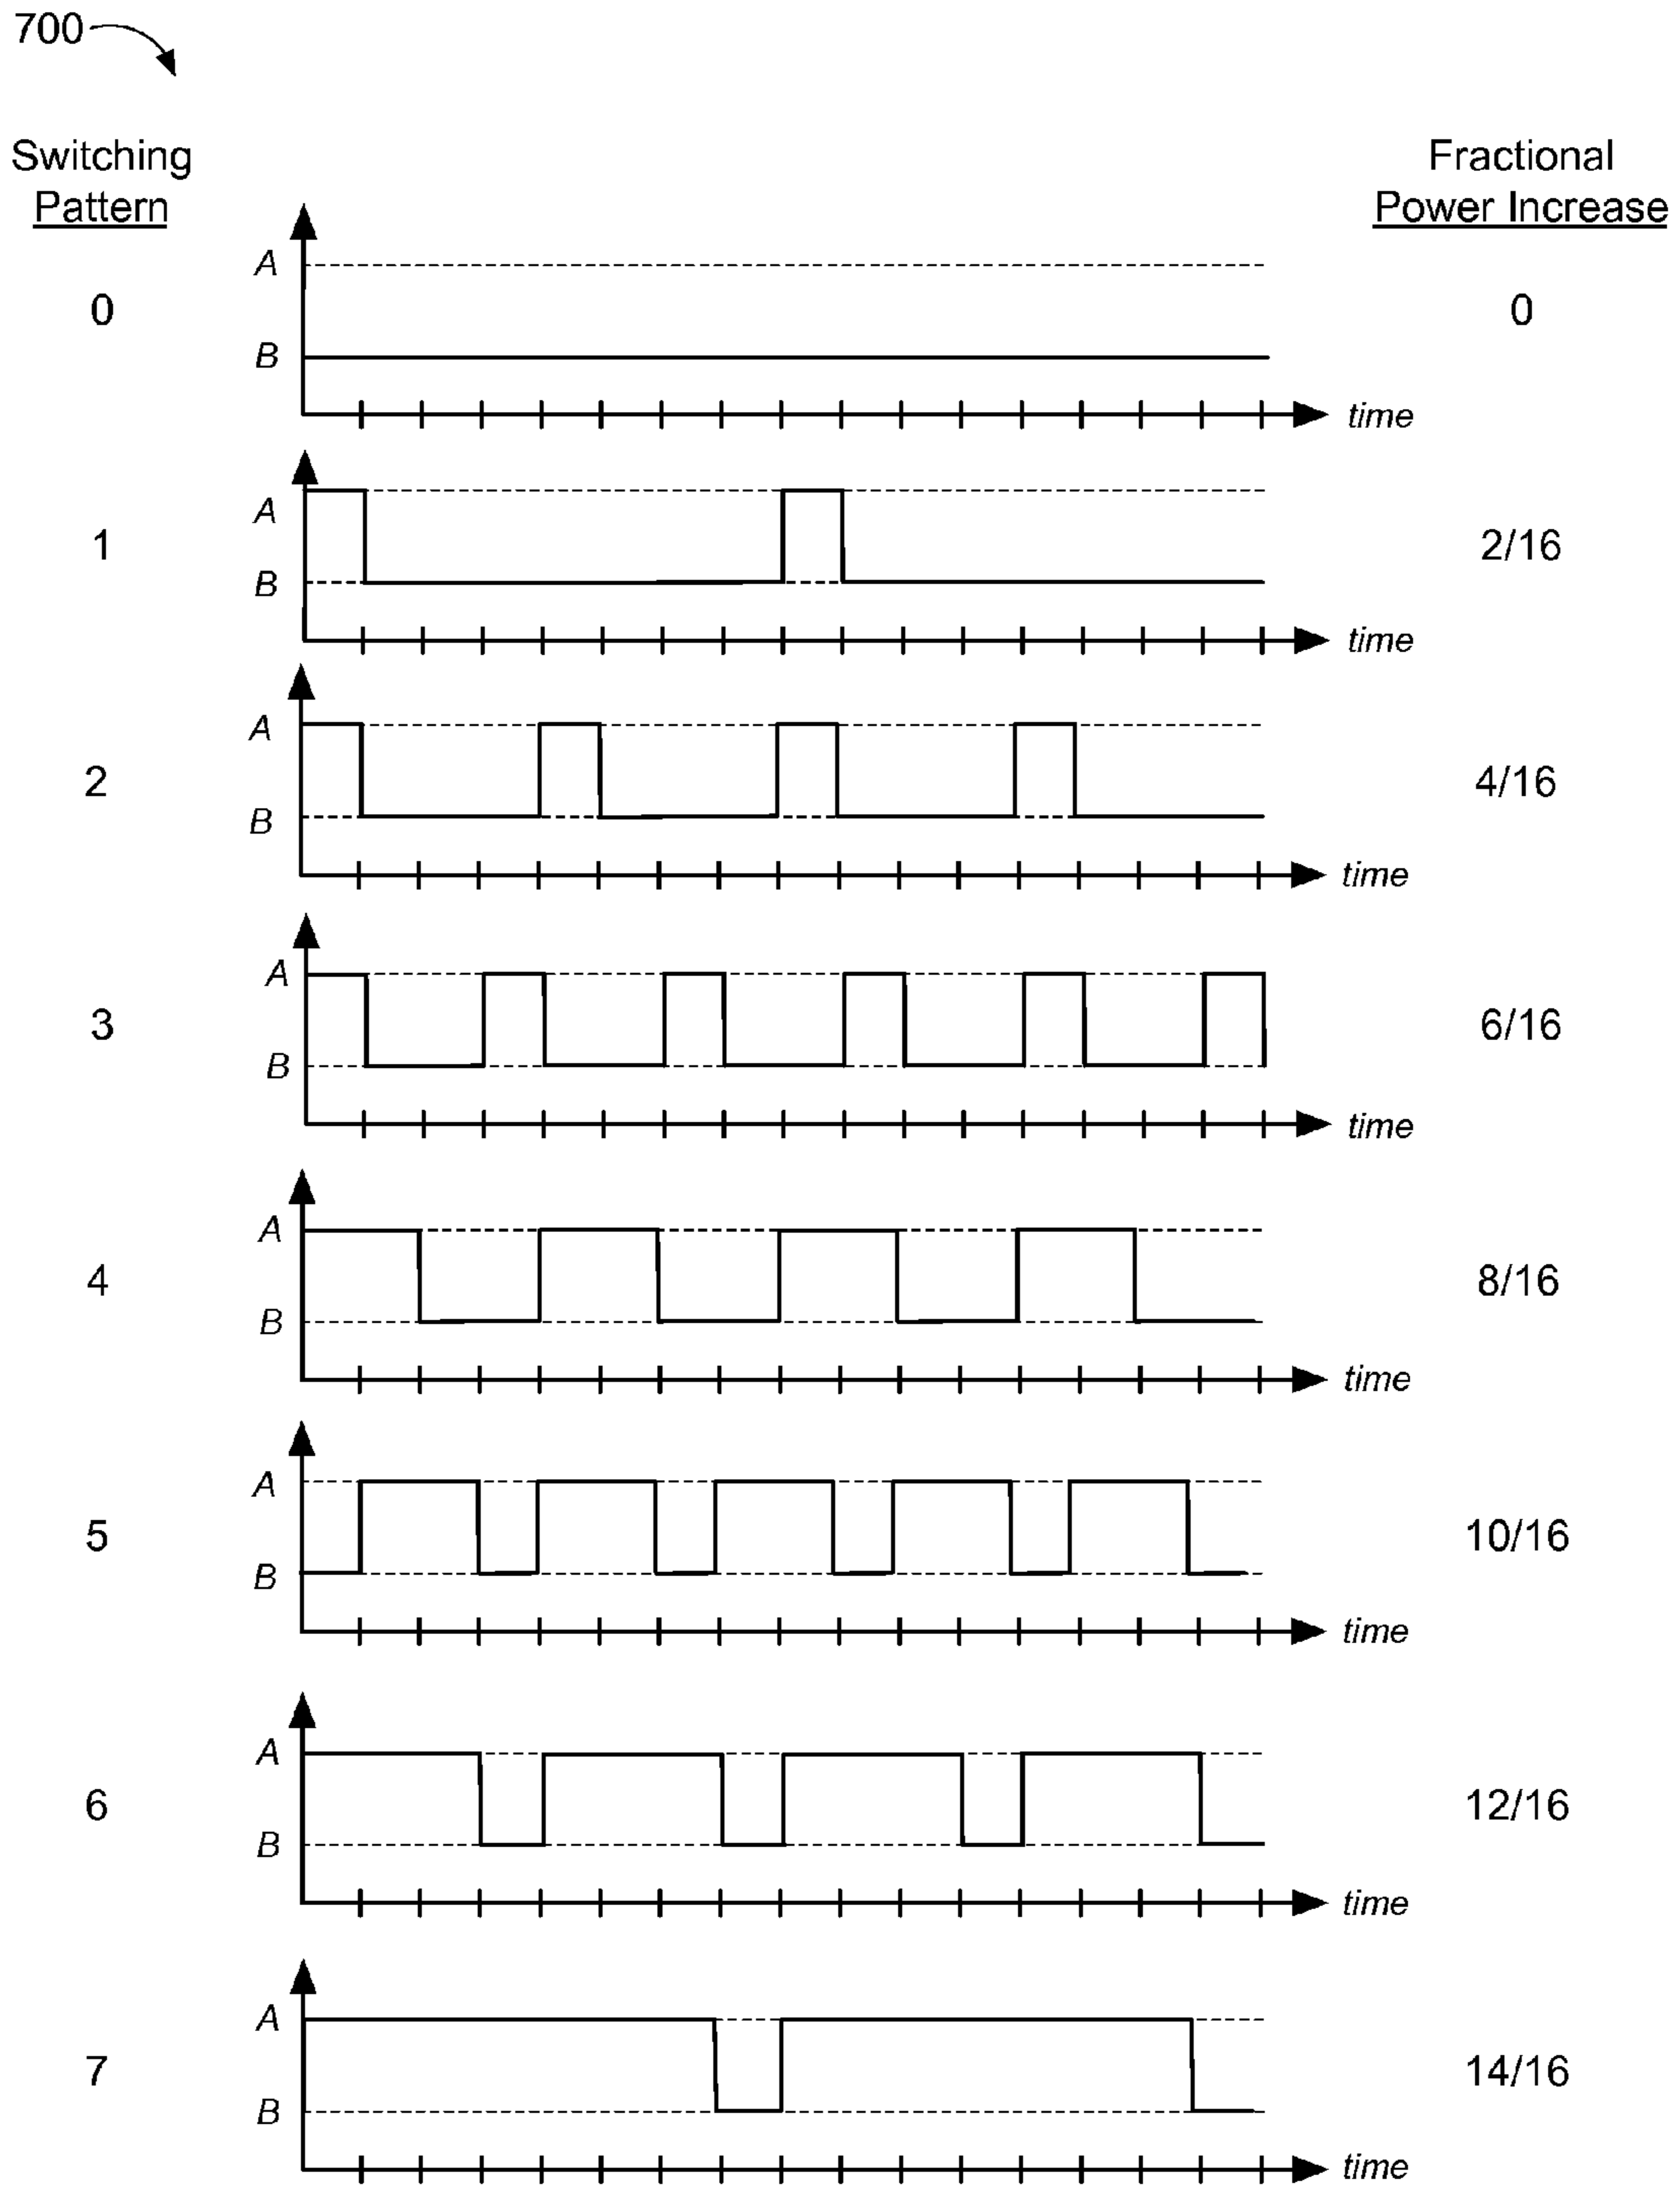 700
Switching
Pattern
Fractional
Power Increase
A
0
0
B
time
A
1
2/16
B
time
A
2
4/16
B
time
A
3
6/16
B
time
A
4
8/16
B
time
A
5
10/16
B
time
A
6
12/16
B
time
A
7
14/16
B
time